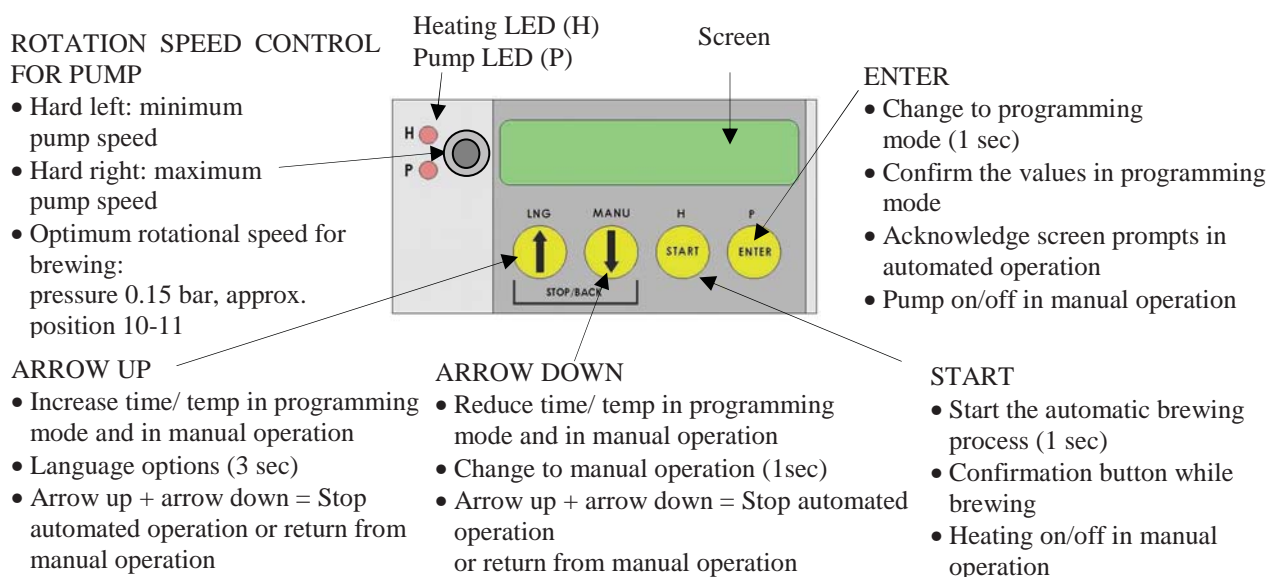 Heating LED (H)
Pump LED (P)
Screen
ROTATION SPEED CONTROL
FOR PUMP
• Hard left: minimum
pump speed
• Hard right: maximum
pump speed
• Optimum rotational speed for
brewing:
pressure 0.15 bar, approx.
position 10-11
H
P
LNG MANU H P
START ENTER
STOP/BACK
ENTER
• Change to programming
mode (1 sec)
• Confirm the values in programming
mode
• Acknowledge screen prompts in
automated operation
• Pump on/off in manual operation
ARROW UP
• Increase time/ temp in programming
mode and in manual operation
• Language options (3 sec)
• Arrow up + arrow down = Stop
automated operation or return from
manual operation
ARROW DOWN
• Reduce time/ temp in programming
mode and in manual operation
• Change to manual operation (1sec)
• Arrow up + arrow down = Stop automated
operation
or return from manual operation
START
• Start the automatic brewing
process (1 sec)
• Confirmation button while
brewing
• Heating on/off in manual
operation